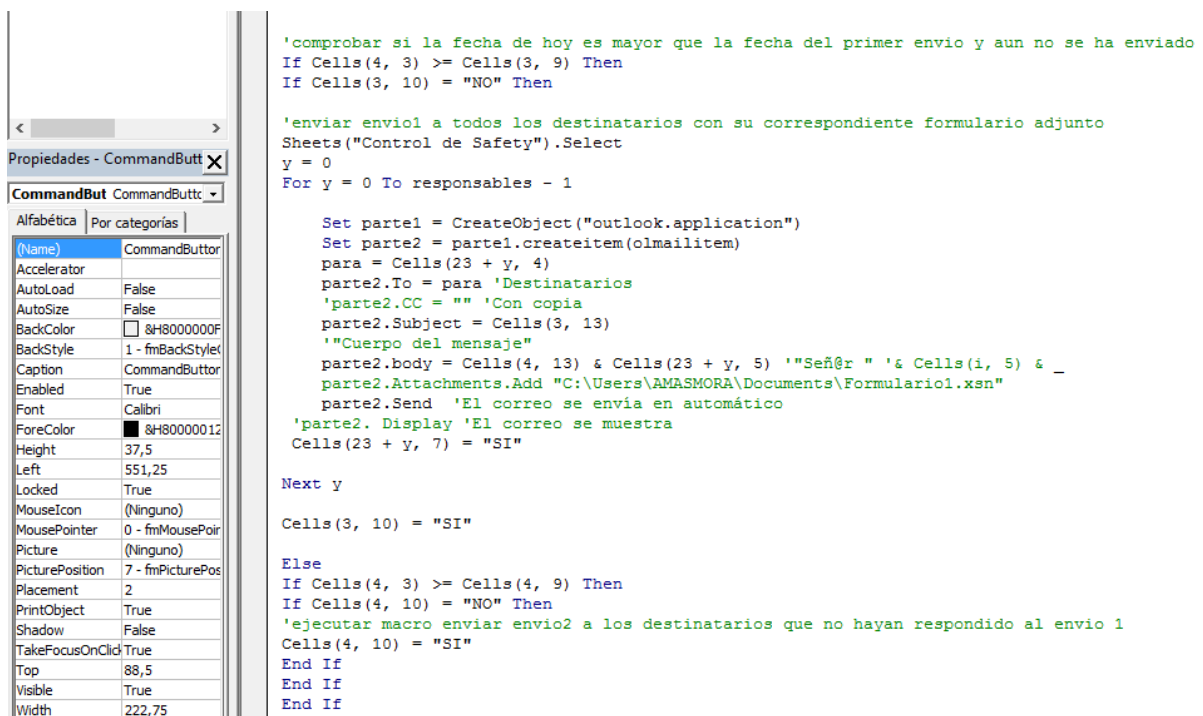 Propiedades - CommandButt
CommandBut CommandButtc
Alfabética Por categorías
(Name) CommandButtor
Accelerator
AutoLoad False
AutoSize False
BackColor &H8000000F
BackStyle 1 - fmBackStyle(
Caption CommandButtor
Enabled True
Font Calibri
ForeColor &H80000012
Height 37,5
Left 551,25
Locked True
MouseIcon (Ninguno)
MousePointer 0 - fmMousePoir
Picture (Ninguno)
PicturePosition 7 - fmPicturePos
Placement 2
PrintObject True
Shadow False
TakeFocusOnClick True
Top 88,5
Visible True
Width 222,75
'comprobar si la fecha de hoy es mayor que la fecha del primer envio y aun no se ha enviado
If Cells(4, 3) >= Cells(3, 9) Then
If Cells(3, 10) = "NO" Then
'enviar envio1 a todos los destinatarios con su correspondiente formulario adjunto
Sheets("Control de Safety").Select
y = 0
For y = 0 To responsables - 1
Set parte1 = CreateObject("outlook.application")
Set parte2 = parte1.createitem(olmailitem)
para = Cells(23 + y, 4)
parte2.To = para 'Destinatarios
'parte2.CC = "" 'Con copia
parte2.Subject = Cells(3, 13)
'"Cuerpo del mensaje"
parte2.body = Cells(4, 13) & Cells(23 + y, 5) '"Señ@r " '& Cells(i, 5) & _
parte2.Attachments.Add "C:\Users\AMASMORA\Documents\Formulario1.xsn"
parte2.Send 'El correo se envía en automático
'parte2. Display 'El correo se muestra
Cells(23 + y, 7) = "SI"
Next y
Cells(3, 10) = "SI"
Else
If Cells(4, 3) >= Cells(4, 9) Then
If Cells(4, 10) = "NO" Then
'ejecutar macro enviar envio2 a los destinatarios que no hayan respondido al envio 1
Cells(4, 10) = "SI"
End If
End If
End If